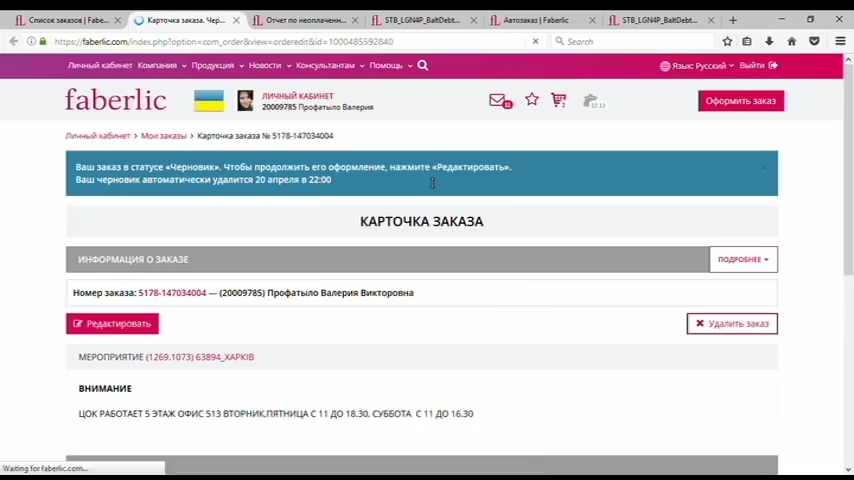 Список заказов | Fabe...
Карточка заказа. Чер...
Отчет по неоплаченн...
STB_LGN4P_BaltDebt...
Автозаказ | Faberlic
STB_LGN4P_BaltDebt...
https://faberlic.com/index.php?option=com_order&view=orderedit&id=1000485592840
Search
Личный кабинет Компания Продукция Новости Консультантам Помощь
Язык: Русский Выйти
faberlic
ЛИЧНЫЙ КАБИНЕТ
20009785 Профатыло Валерия
Оформить заказ
Личный кабинет > Мои заказы > Карточка заказа № 5178-147034004
Ваш заказ в статусе «Черновик». Чтобы продолжить его оформление, нажмите «Редактировать».
Ваш черновик автоматически удалится 20 апреля в 22:00
КАРТОЧКА ЗАКАЗА
ИНФОРМАЦИЯ О ЗАКАЗЕ
ПОДРОБНЕЕ
Номер заказа: 5178-147034004 — (20009785) Профатыло Валерия Викторовна
Редактировать
Удалить заказ
МЕРОПРИЯТИЕ (1269,1073) 63894_ХАРКІВ
ВНИМАНИЕ
ЦОК РАБОТАЕТ 5 ЭТАЖ ОФИС 513 ВТОРНИК,ПЯТНИЦА С 11 ДО 18.30, СУББОТА С 11 ДО 16.30
Waiting for faberlic.com...